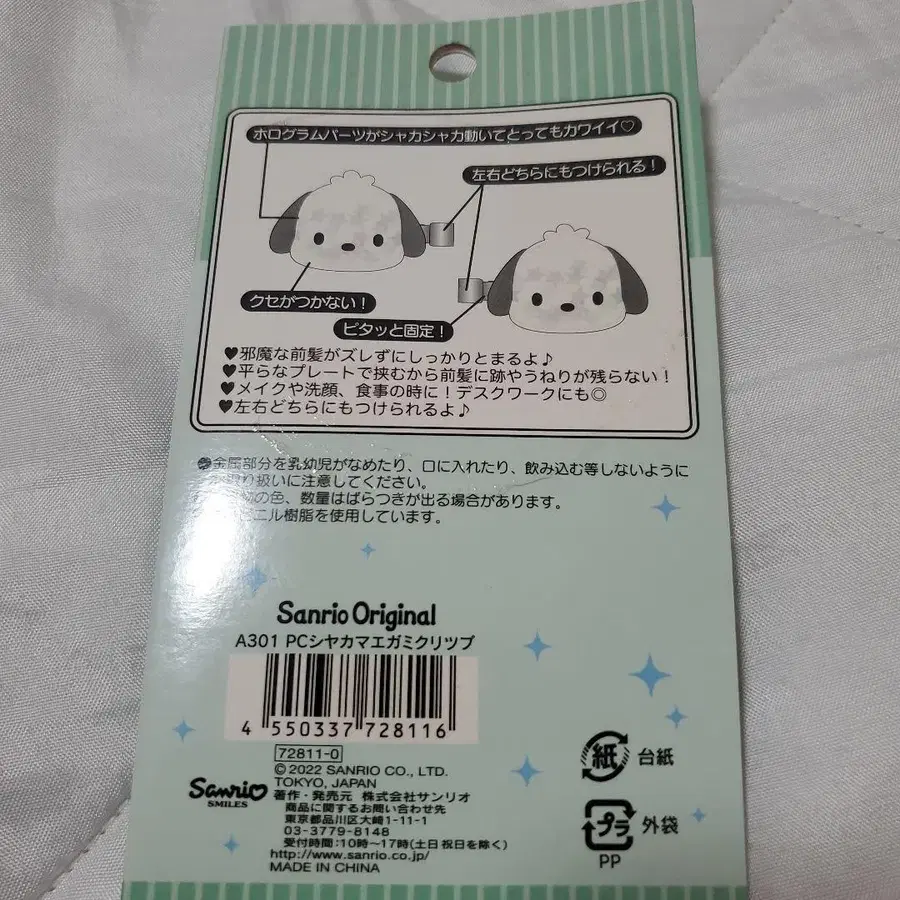 ホログラムパーツがシャカシャカ動いてとってもカワイイ♡
左右どちらにもつけられる!
クセがつかない!
ピタッと固定!
♥邪魔な前髪がズレずにしっかりとまるよ♪
♥平らなプレートで挟むから前髪に跡やうねりが残らない!
♥メイクや洗顔、食事の時に!デスクワークにも◎
♥左右どちらにもつけられるよ♪
●金属部分を乳幼児がなめたり、口に入れたり、飲み込む等しないように
り扱いに注意してください。
の色、数量はばらつきが出る場合があります。
ニル樹脂を使用しています。
Sanrio Original
A301 PCシヤカマエガミクリツブ
4 550337 728116
72811-0
© 2022 SANRIO CO., LTD.
TOKYO, JAPAN
Sanrio
SMILES
著作・発売元 株式会社サンリオ
商品に関するお問い合わせ先
東京都品川区大崎1-11-1
03-3779-8148
受付時間:10時〜17時(土日祝日を除く)
http://www.sanrio.co.jp/
MADE IN CHINA
紙 台紙
プラ 外袋
PP